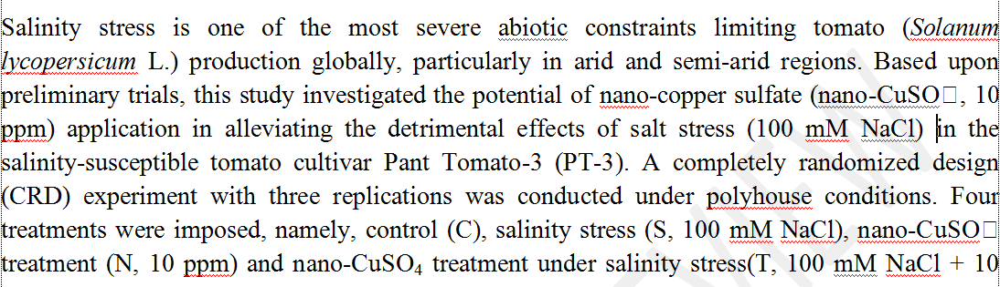 Salinity stress is one of the most severe abiotic constraints limiting tomato (Solanum
lycopersicum L.) production globally, particularly in arid and semi-arid regions. Based upon
preliminary trials, this study investigated the potential of nano-copper sulfate (nano-CuSO□, 10
ppm) application in alleviating the detrimental effects of salt stress (100 mM NaCl) in the
salinity-susceptible tomato cultivar Pant Tomato-3 (PT-3). A completely randomized design
(CRD) experiment with three replications was conducted under polyhouse conditions. Four
treatments were imposed, namely, control (C), salinity stress (S, 100 mM NaCl), nano-CuSO□
treatment (N, 10 ppm) and nano-CuSO₄ treatment under salinity stress(T, 100 mM NaCl + 10